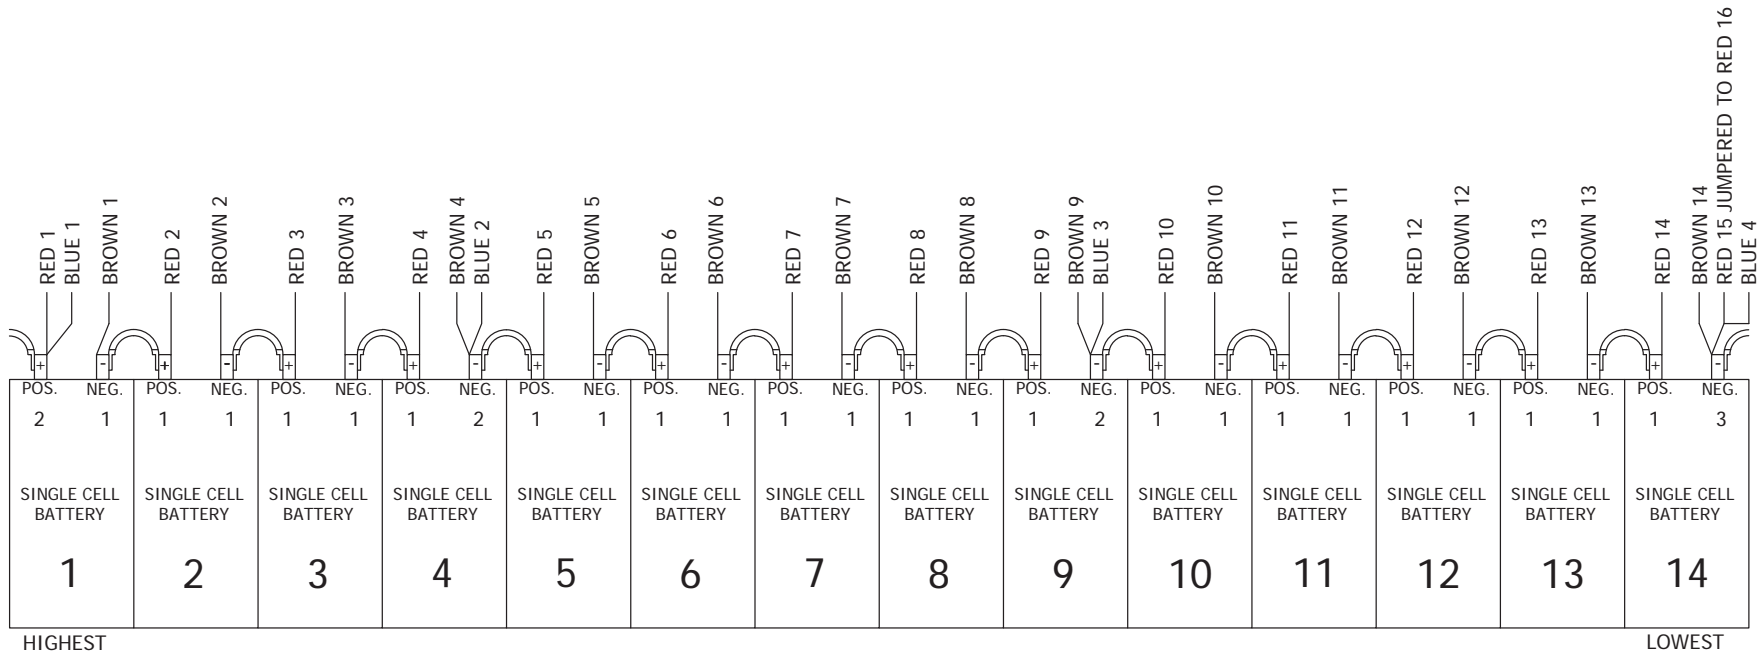 RED 1
BLUE 1
BROWN 1
RED 2
BROWN 2
RED 3
BROWN 3
RED 4
BROWN 4
BLUE 2
RED 5
BROWN 5
RED 6
BROWN 6
RED 7
BROWN 7
RED 8
BROWN 8
RED 9
BROWN 9
BLUE 3
RED 10
BROWN 10
RED 11
BROWN 11
RED 12
BROWN 12
RED 13
BROWN 13
RED 14
BROWN 14
RED 15 JUMPERED TO RED 16
BLUE 4
+ - + - + - + - + - + - + - + - + - + - + - + - + - + -
POS. NEG. POS. NEG. POS. NEG. POS. NEG. POS. NEG. POS. NEG. POS. NEG. POS. NEG. POS. NEG. POS. NEG. POS. NEG. POS. NEG. POS. NEG. POS. NEG.
2 1 1 1 1 1 1 2 1 1 1 1 1 1 1 1 1 2 1 1 1 1 1 1 1 1 1 3
SINGLE CELL SINGLE CELL SINGLE CELL SINGLE CELL SINGLE CELL SINGLE CELL SINGLE CELL SINGLE CELL SINGLE CELL SINGLE CELL SINGLE CELL SINGLE CELL SINGLE CELL SINGLE CELL
BATTERY BATTERY BATTERY BATTERY BATTERY BATTERY BATTERY BATTERY BATTERY BATTERY BATTERY BATTERY BATTERY BATTERY
1 2 3 4 5 6 7 8 9 10 11 12 13 14
HIGHEST LOWEST